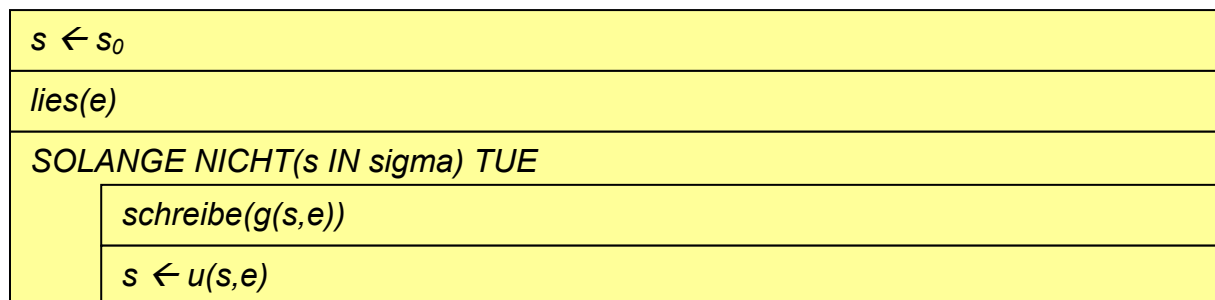 s ← s₀
lies(e)
SOLANGE NICHT(s IN sigma) TUE
schreibe(g(s,e))
s ← u(s,e)